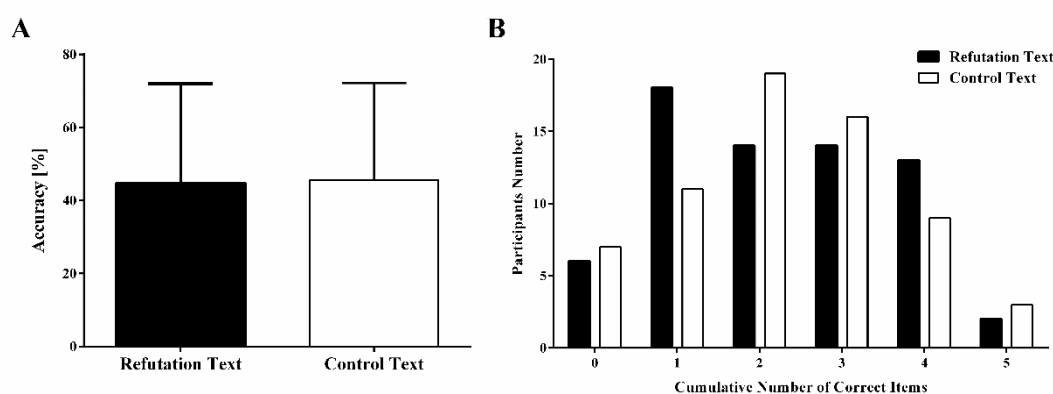 A
Accuracy [%]
80
60
40
20
0
Refutation Text
Control Text
B
Participants Number
20
15
10
5
0
Refutation Text
Control Text
0 1 2 3 4 5
Cumulative Number of Correct Items